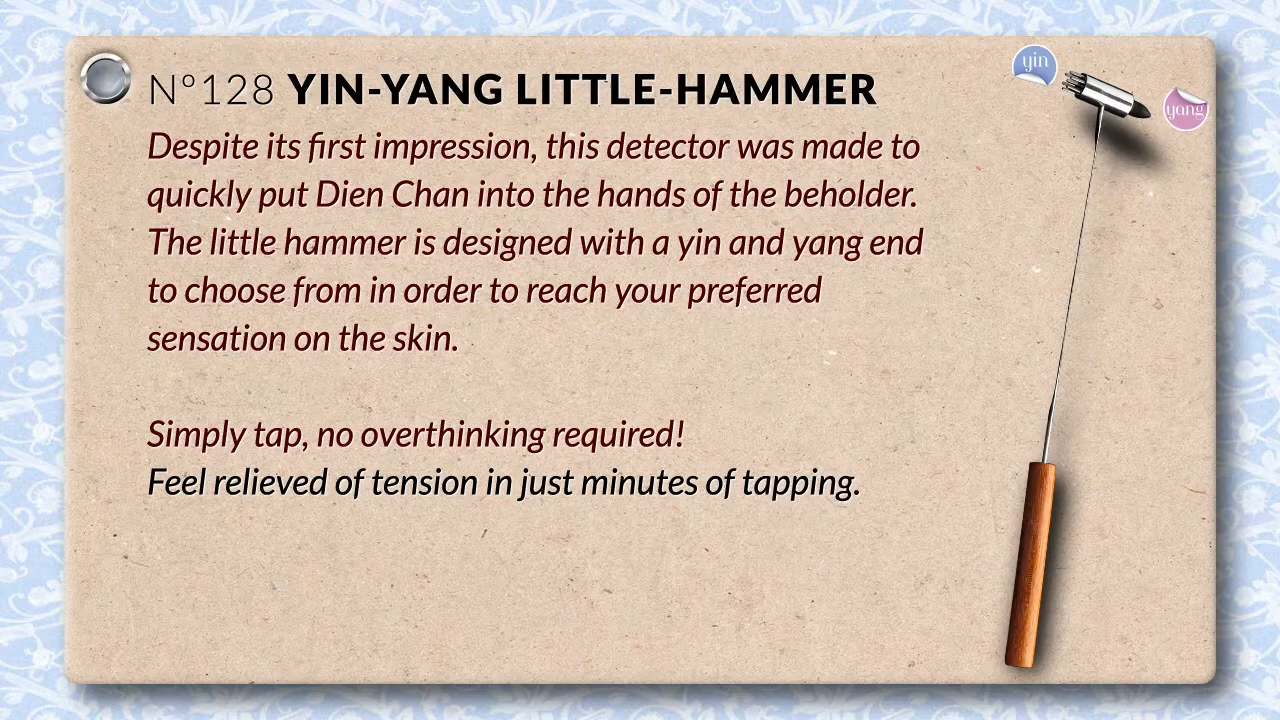 N°128 YIN-YANG LITTLE-HAMMER
Despite its first impression, this detector was made to
quickly put Dien Chan into the hands of the beholder.
The little hammer is designed with a yin and yang end
to choose from in order to reach your preferred
sensation on the skin.
Simply tap, no overthinking required!
Feel relieved of tension in just minutes of tapping.
yin
yang